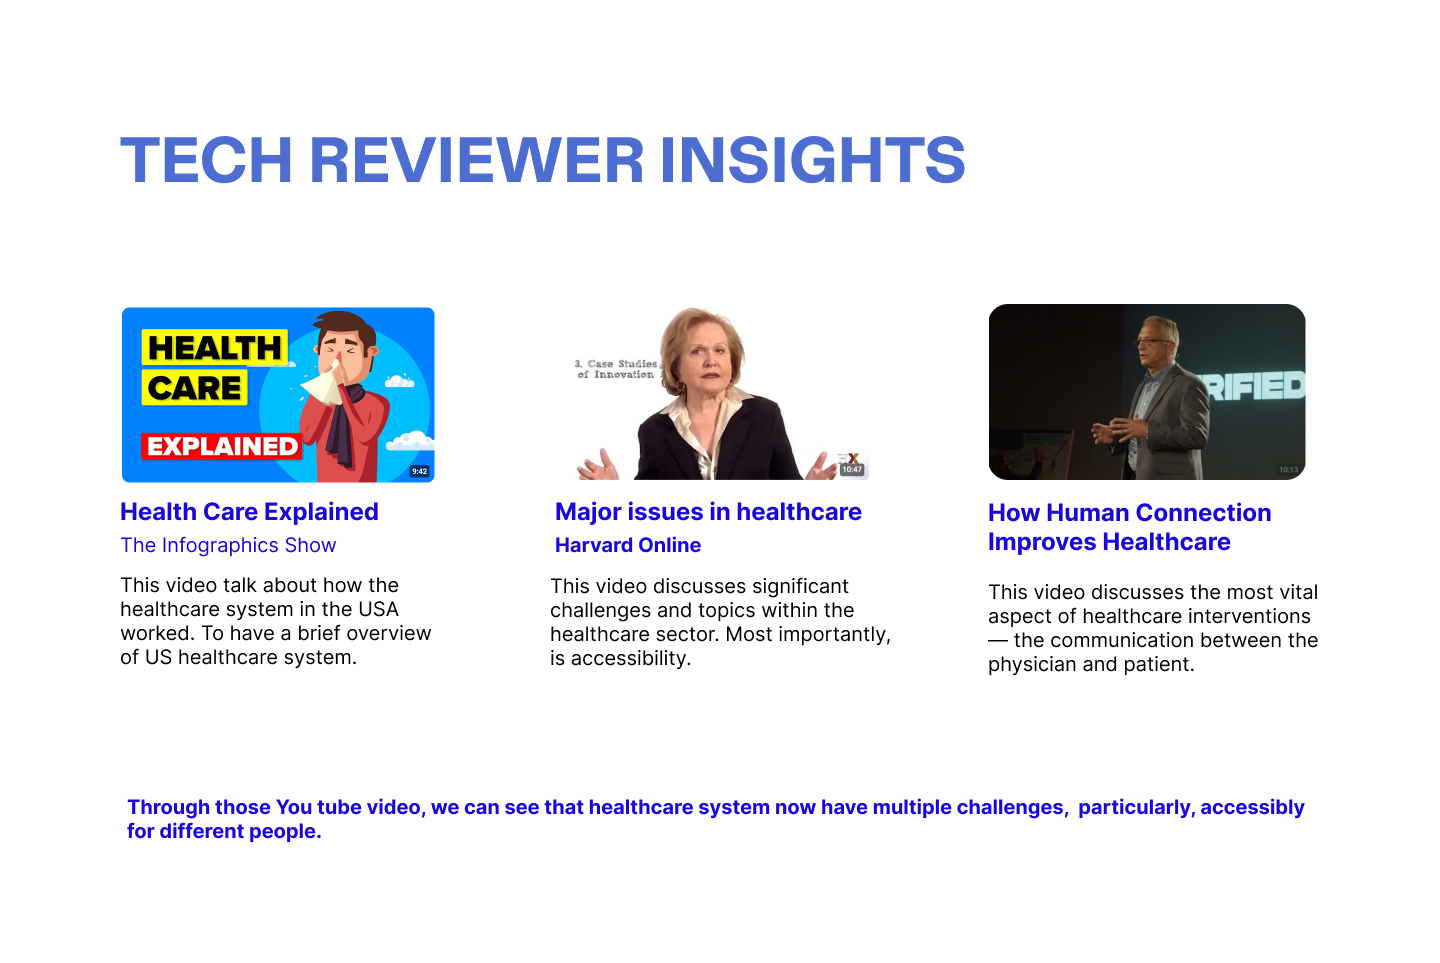 TECH REVIEWER INSIGHTS
HEALTH
CARE
EXPLAINED
9:42
Health Care Explained
The Infographics Show
This video talk about how the
healthcare system in the USA
worked. To have a brief overview
of US healthcare system.
3. Case Studies
of Innovation
X
10:47
Major issues in healthcare
Harvard Online
This video discusses significant
challenges and topics within the
healthcare sector. Most importantly,
is accessibility.
RIFIED
10:13
How Human Connection
Improves Healthcare
This video discusses the most vital
aspect of healthcare interventions
— the communication between the
physician and patient.
Through those You tube video, we can see that healthcare system now have multiple challenges, particularly, accessibly
for different people.